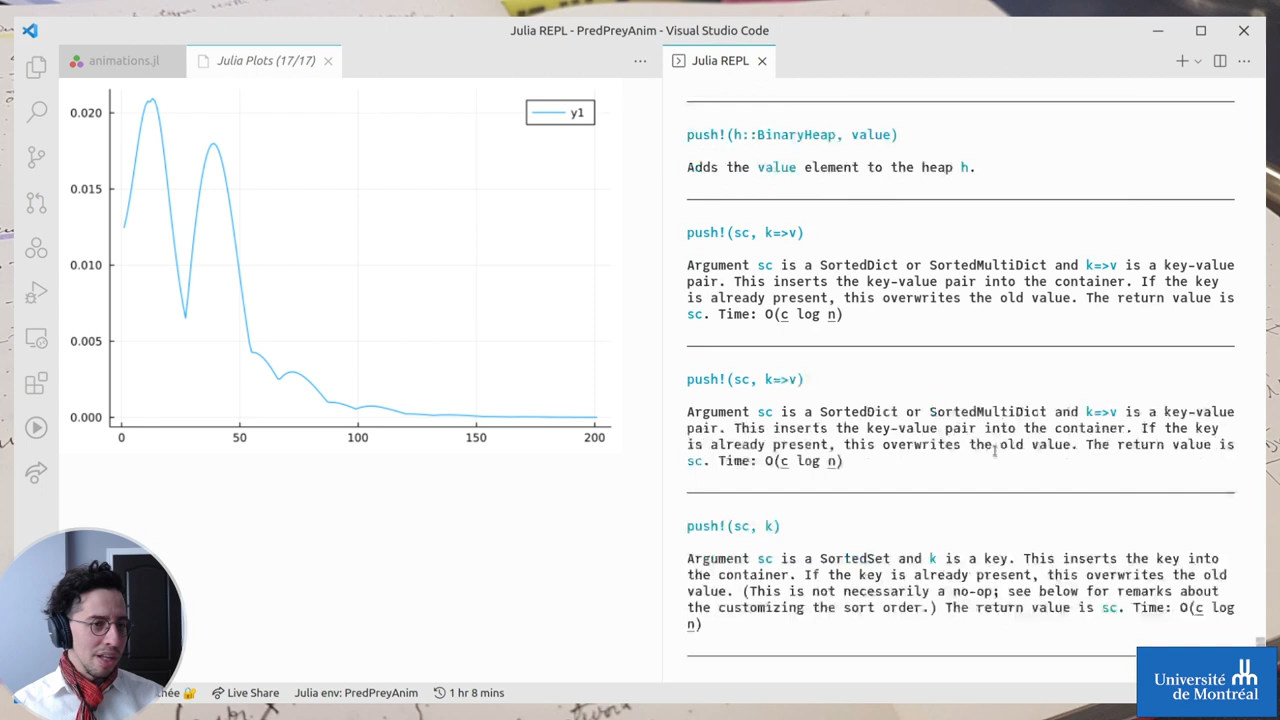 Julia REPL - PredPreyAnim - Visual Studio Code
animations.jl
Julia Plots (17/17)
Julia REPL
y1
0.020
0.015
0.010
0.005
0.000
0 50 100 150 200
push!(h::BinaryHeap, value)
Adds the value element to the heap h.
push!(sc, k=>v)
Argument sc is a SortedDict or SortedMultiDict and k=>v is a key-value
pair. This inserts the key-value pair into the container. If the key
is already present, this overwrites the old value. The return value is
sc. Time: O(c log n)
push!(sc, k=>v)
Argument sc is a SortedDict or SortedMultiDict and k=>v is a key-value
pair. This inserts the key-value pair into the container. If the key
is already present, this overwrites the old value. The return value is
sc. Time: O(c log n)
push!(sc, k)
Argument sc is a SortedSet and k is a key. This inserts the key into
the container. If the key is already present, this overwrites the old
value. (This is not necessarily a no-op; see below for remarks about
the customizing the sort order.) The return value is sc. Time: O(c log
n)
thée
Live Share
Julia env: PredPreyAnim
1 hr 8 mins
Université
de Montréal